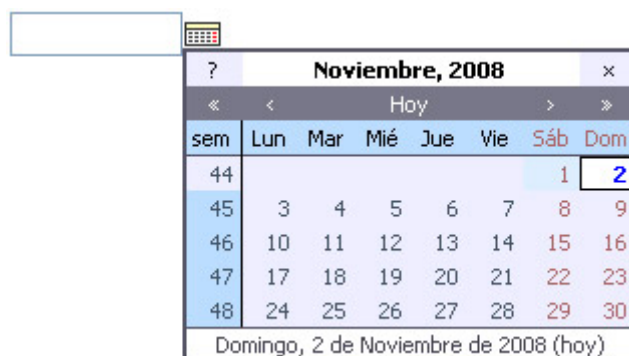 ? Noviembre, 2008 ×
« ‹ Hoy › »
sem Lun Mar Mié Jue Vie Sáb Dom
44 1 2
45 3 4 5 6 7 8 9
46 10 11 12 13 14 15 16
47 17 18 19 20 21 22 23
48 24 25 26 27 28 29 30
Domingo, 2 de Noviembre de 2008 (hoy)